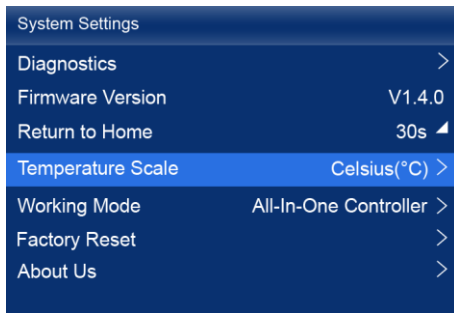 System Settings
Diagnostics >
Firmware Version V1.4.0
Return to Home 30s
Temperature Scale Celsius(°C) >
Working Mode All-In-One Controller >
Factory Reset >
About Us >